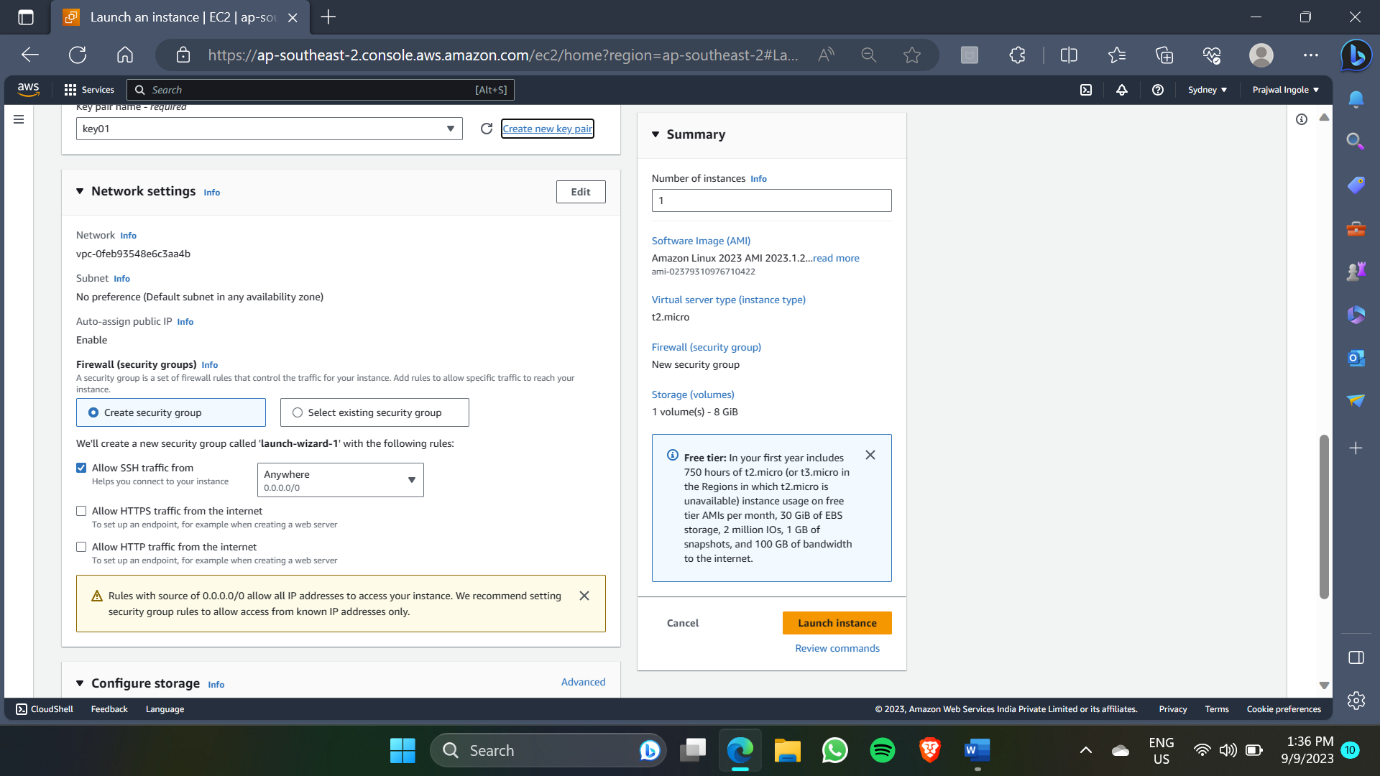 Launch an instance | EC2 | ap-sou
https://ap-southeast-2.console.aws.amazon.com/ec2/home?region=ap-southeast-2#La...
aws
Services
Search
[Alt+S]
Sydney
Prajwal Ingole
Key pair name - required
key01
Create new key pair
Network settings Info
Edit
Network Info
vpc-0feb93548e6c3aa4b
Subnet Info
No preference (Default subnet in any availability zone)
Auto-assign public IP Info
Enable
Firewall (security groups) Info
A security group is a set of firewall rules that control the traffic for your instance. Add rules to allow specific traffic to reach your
instance.
Create security group
Select existing security group
We'll create a new security group called 'launch-wizard-1' with the following rules:
Allow SSH traffic from
Helps you connect to your instance
Anywhere
0.0.0.0/0
Allow HTTPS traffic from the internet
To set up an endpoint, for example when creating a web server
Allow HTTP traffic from the internet
To set up an endpoint, for example when creating a web server
Rules with source of 0.0.0.0/0 allow all IP addresses to access your instance. We recommend setting
security group rules to allow access from known IP addresses only.
Configure storage Info
Advanced
Summary
Number of instances Info
1
Software Image (AMI)
Amazon Linux 2023 AMI 2023.1.2...read more
ami-02379310976710422
Virtual server type (instance type)
t2.micro
Firewall (security group)
New security group
Storage (volumes)
1 volume(s) - 8 GiB
Free tier: In your first year includes
750 hours of t2.micro (or t3.micro in
the Regions in which t2.micro is
unavailable) instance usage on free
tier AMIs per month, 30 GiB of EBS
storage, 2 million IOs, 1 GB of
snapshots, and 100 GB of bandwidth
to the internet.
Cancel
Launch instance
Review commands
CloudShell
Feedback
Language
© 2023, Amazon Web Services India Private Limited or its affiliates.
Privacy
Terms
Cookie preferences
Search
ENG
US
1:36 PM
9/9/2023
10